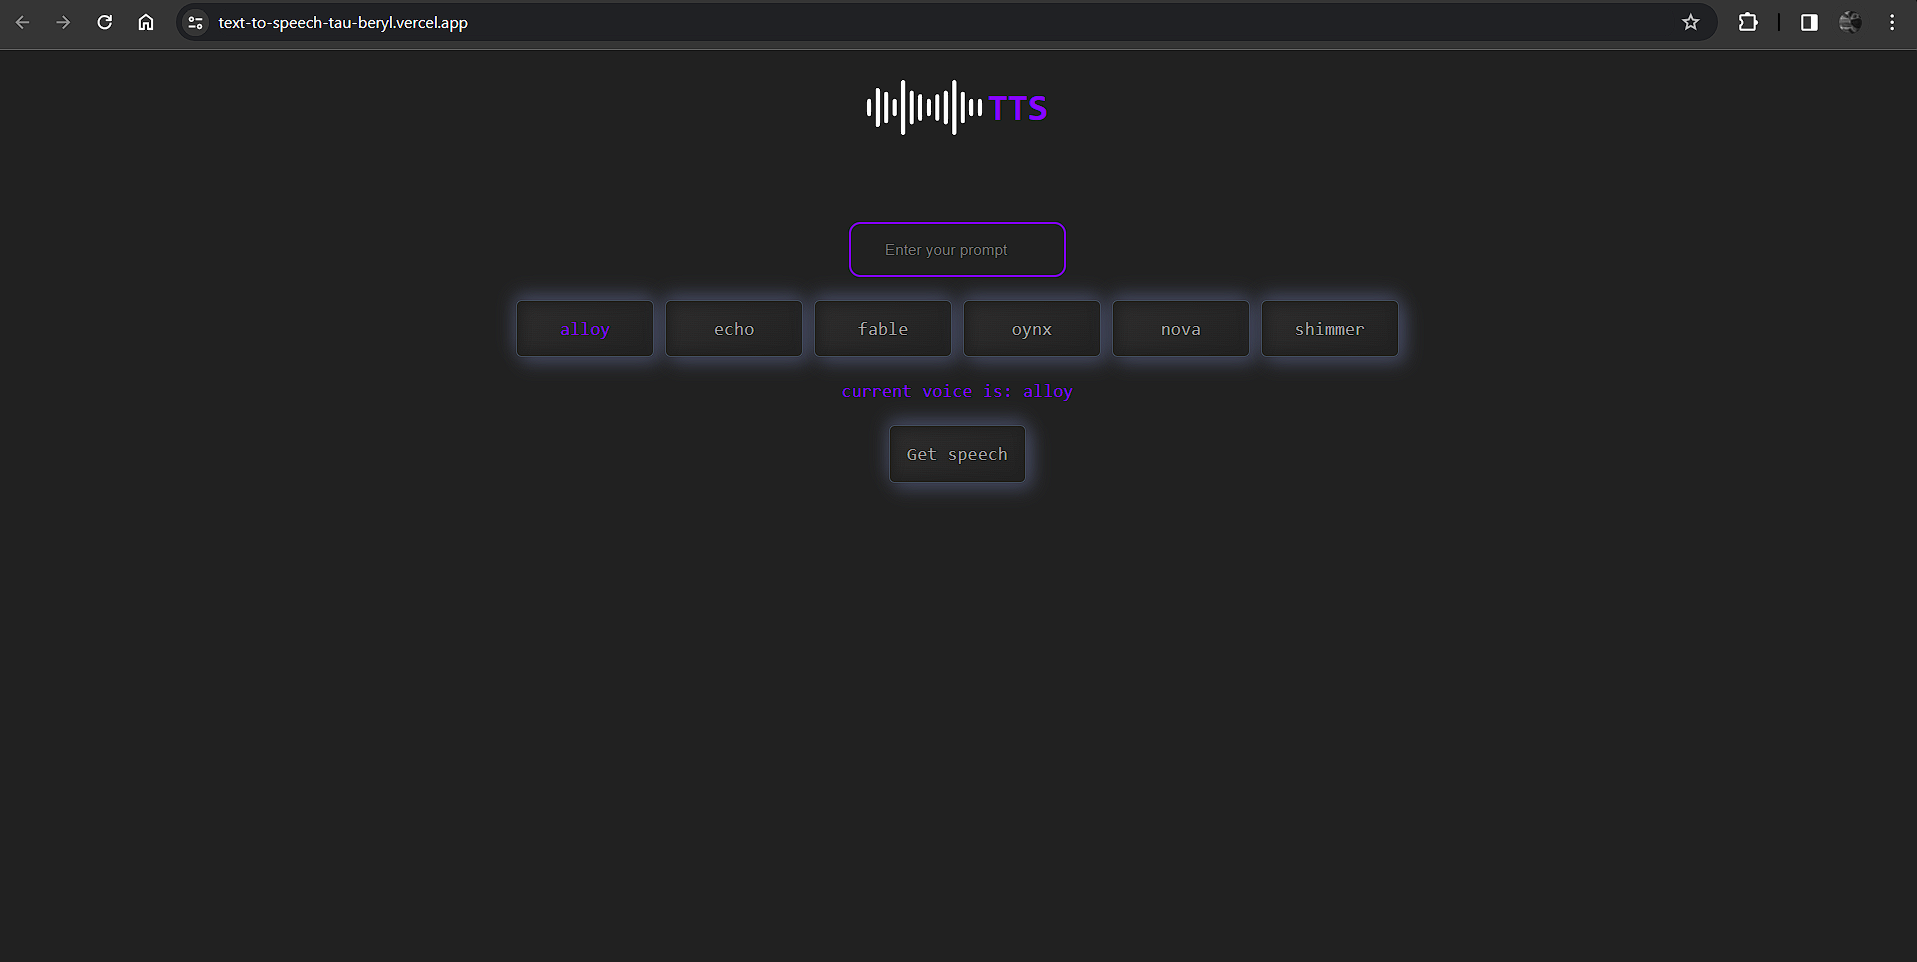 text-to-speech-tau-beryl.vercel.app
TTS
Enter your prompt
alloy echo fable oynx nova shimmer
current voice is: alloy
Get speech